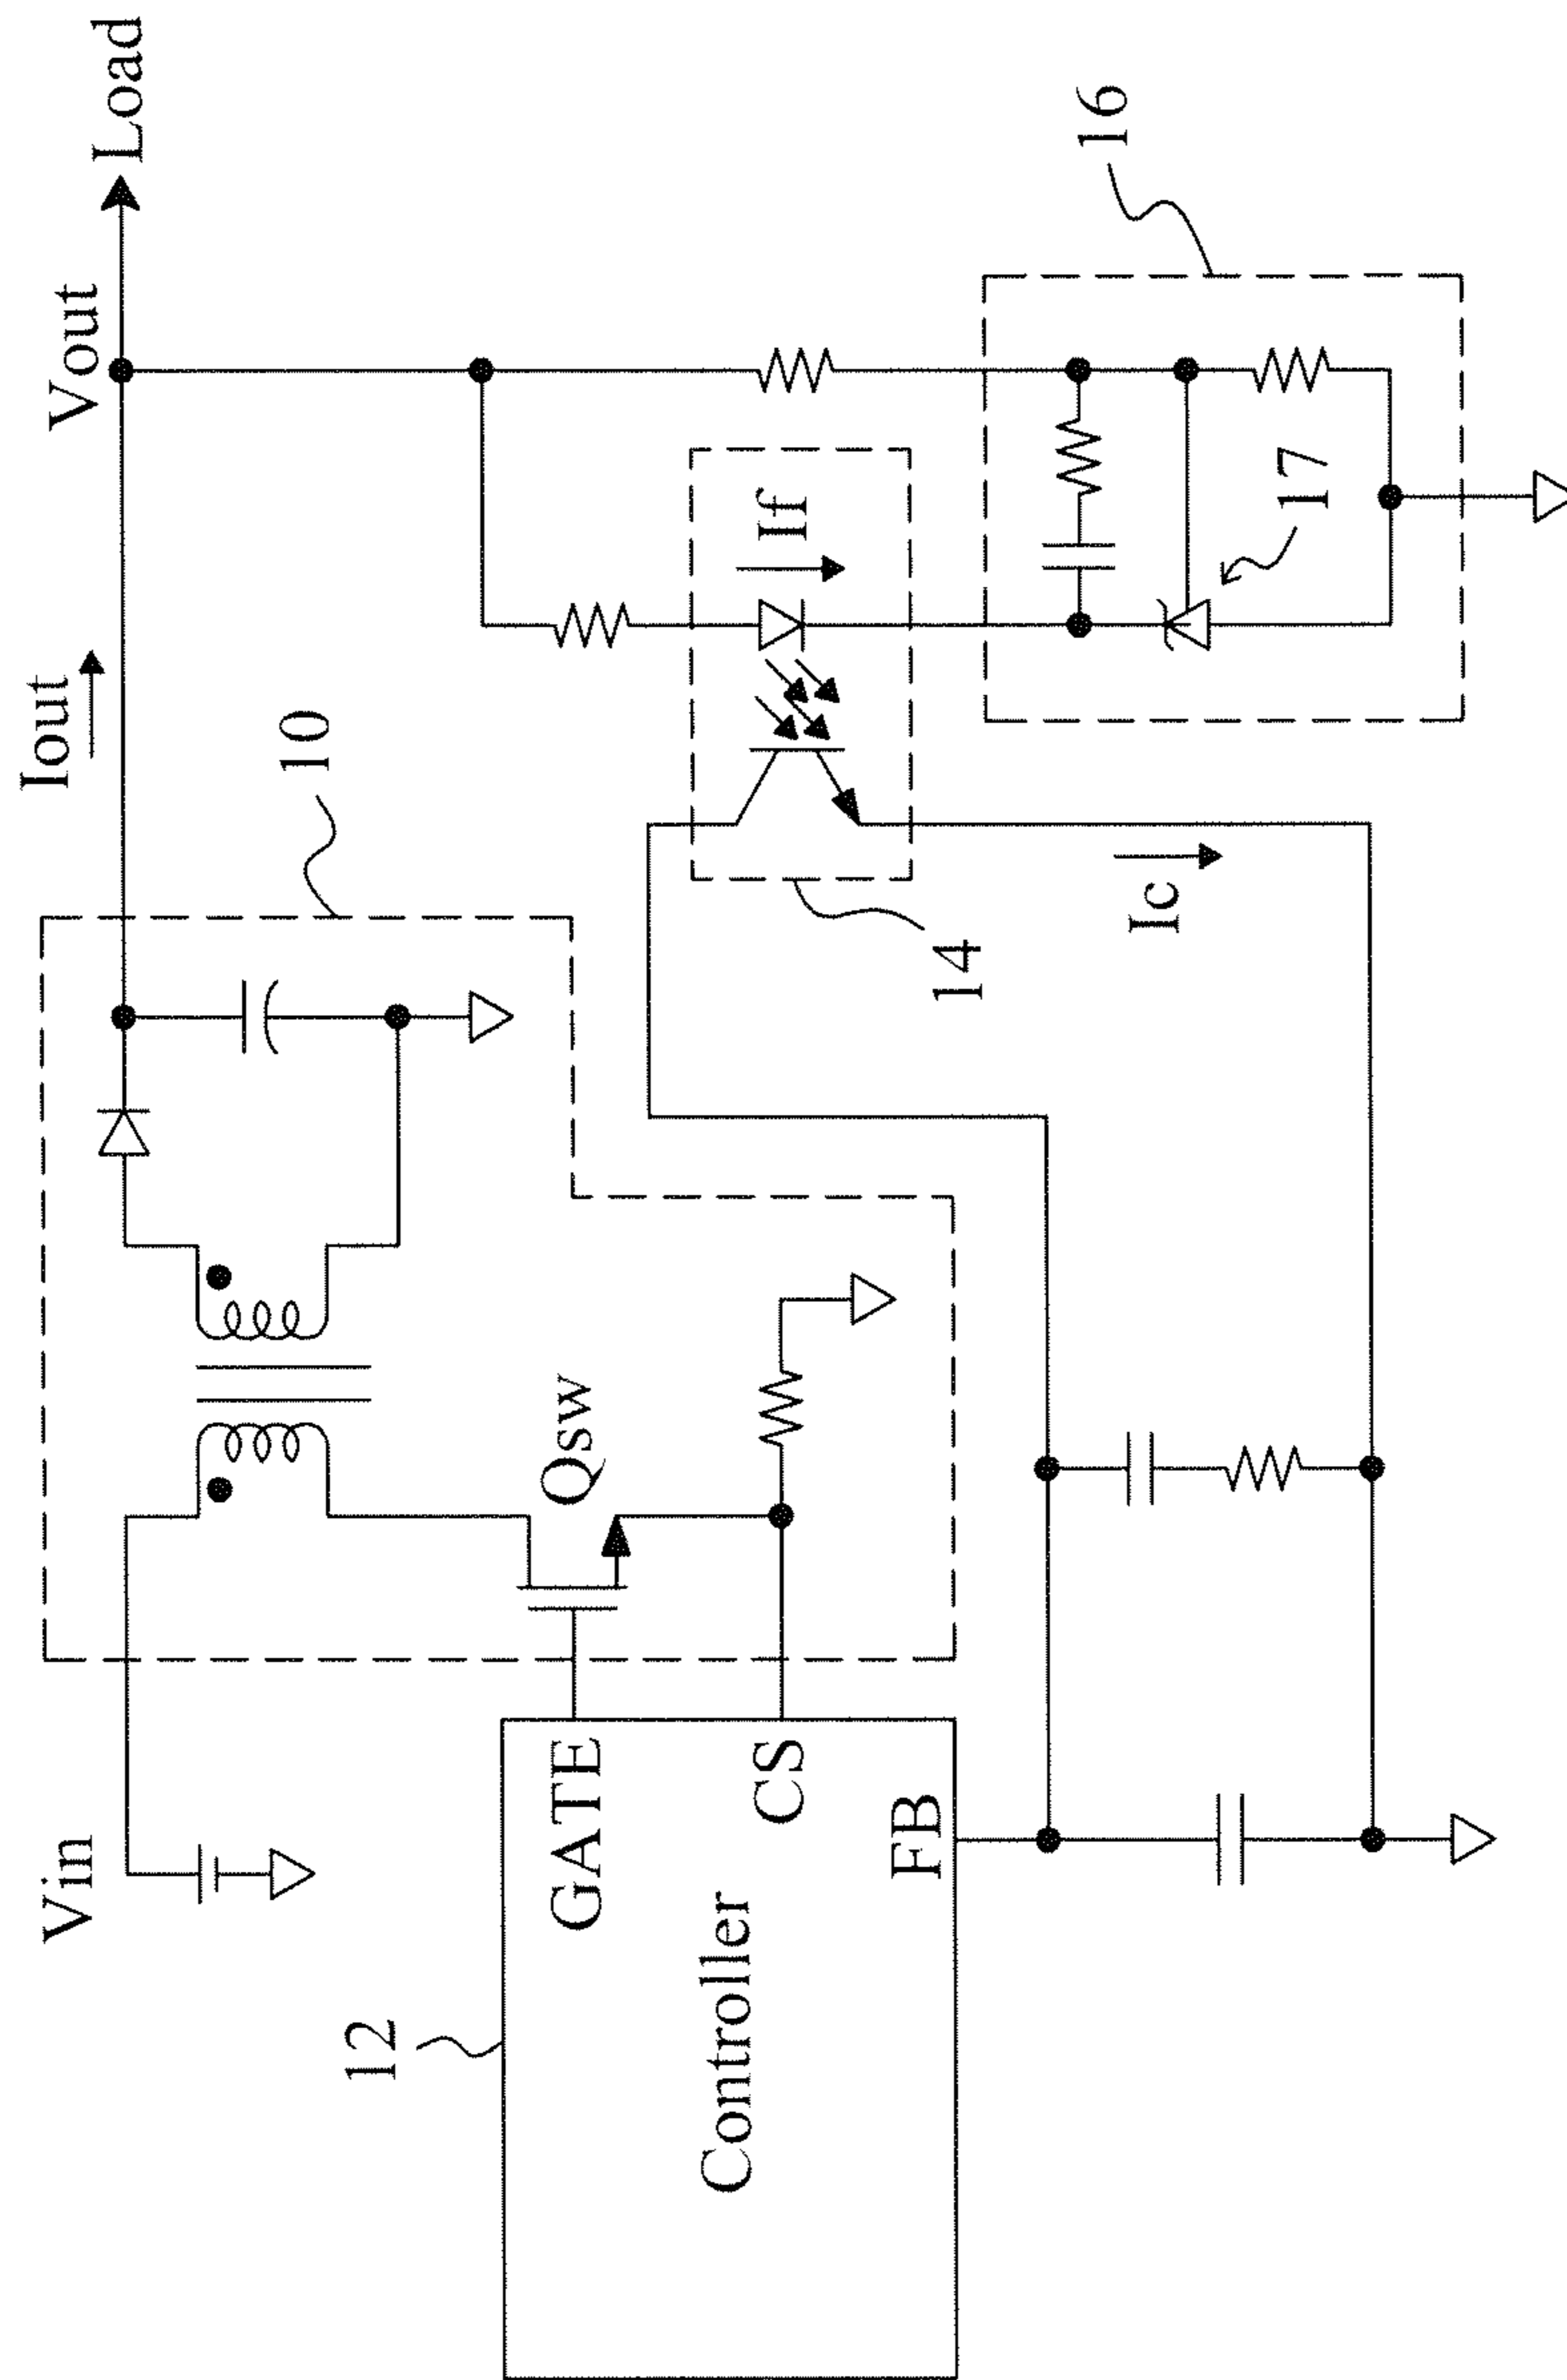 Vin
Iout
Vout
Load
10
12
GATE
Qsw
Controller
CS
FB
14
If
Ic
16
17